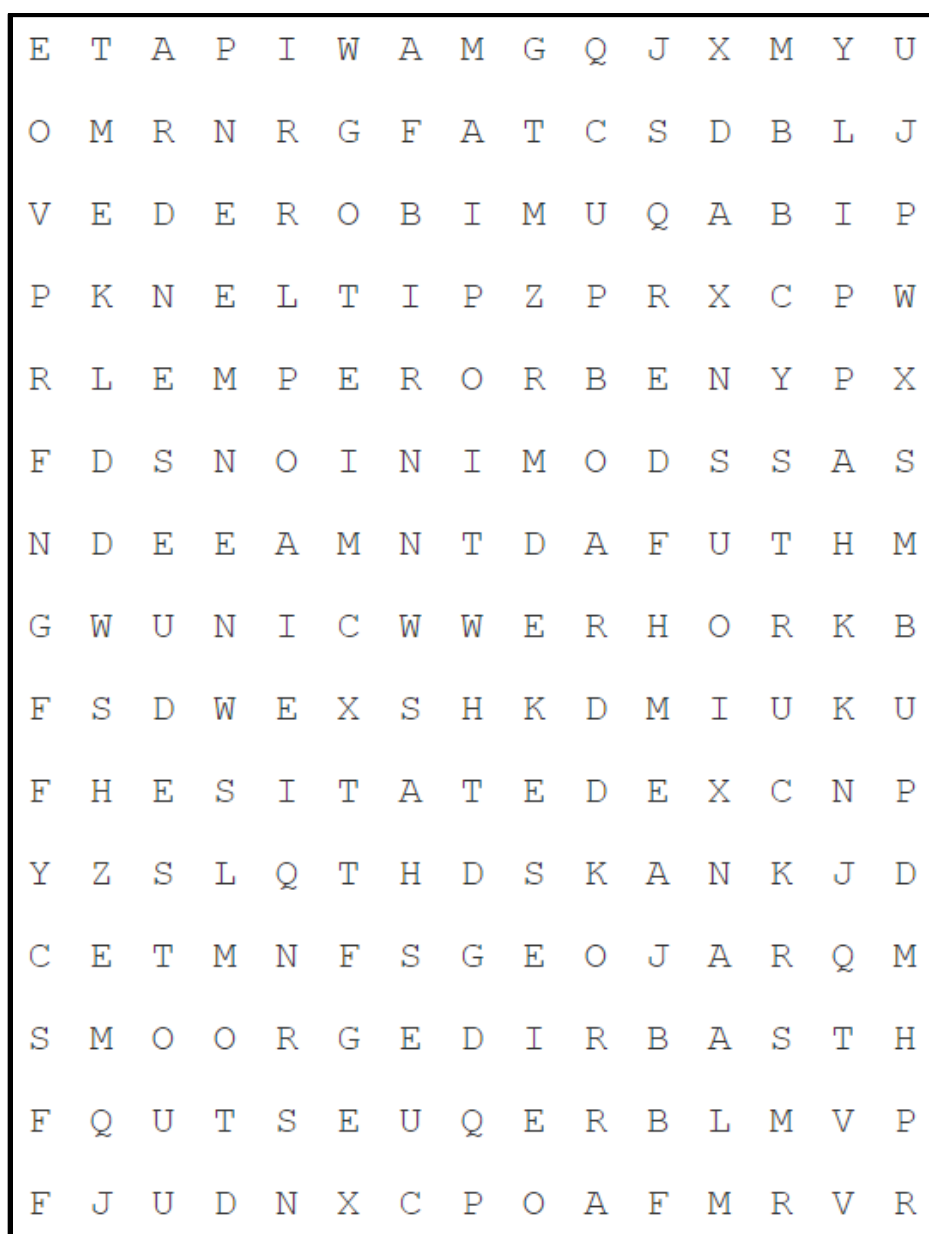 E T A P I W A M G Q J X M Y U
O M R N R G F A T C S D B L J
V E D E R O B I M U Q A B I P
P K N E L T I P Z P R X C P W
R L E M P E R O R B E N Y P X
F D S N O I N I M O D S S A S
N D E E A M N T D A F U T H M
G W U N I C W W E R H O R K B
F S D W E X S H K D M I U K U
F H E S I T A T E D E X C N P
Y Z S L Q T H D S K A N K J D
C E T M N F S G E O J A R Q M
S M O O R G E D I R B A S T H
F Q U T S E U Q E R B L M V P
F J U D N X C P O A F M R V R